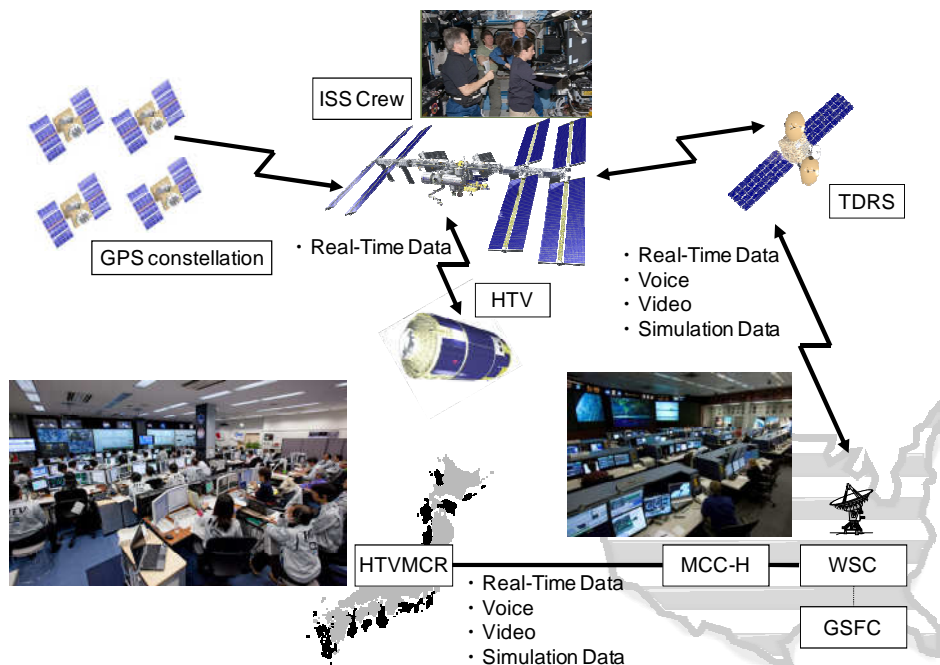 ISS Crew
TDRS
GPS constellation
・ Real-Time Data
HTV
・ Real-Time Data
・ Voice
・ Video
・ Simulation Data
HTVMCR
MCC-H
WSC
GSFC
・ Real-Time Data
・ Voice
・ Video
・ Simulation Data